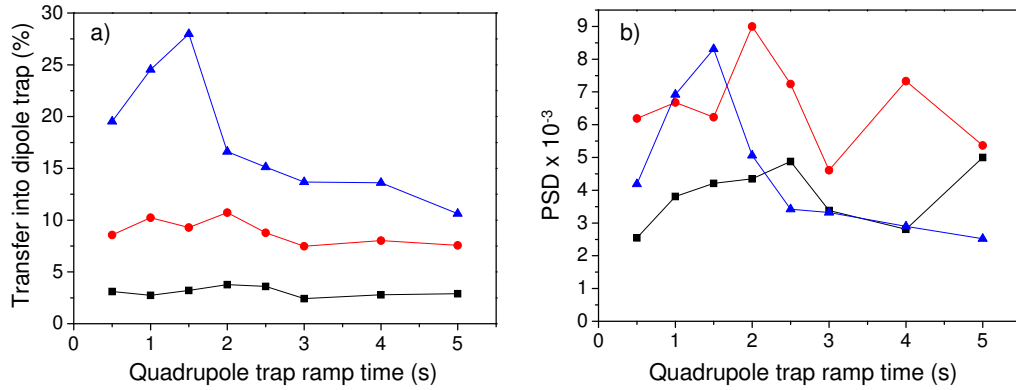 a)
Transfer into dipole trap (%)
30
25
20
15
10
5
0
0 1 2 3 4 5
Quadrupole trap ramp time (s)
b)
PSD x 10⁻³
9
8
7
6
5
4
3
2
1
0
0 1 2 3 4 5
Quadrupole trap ramp time (s)